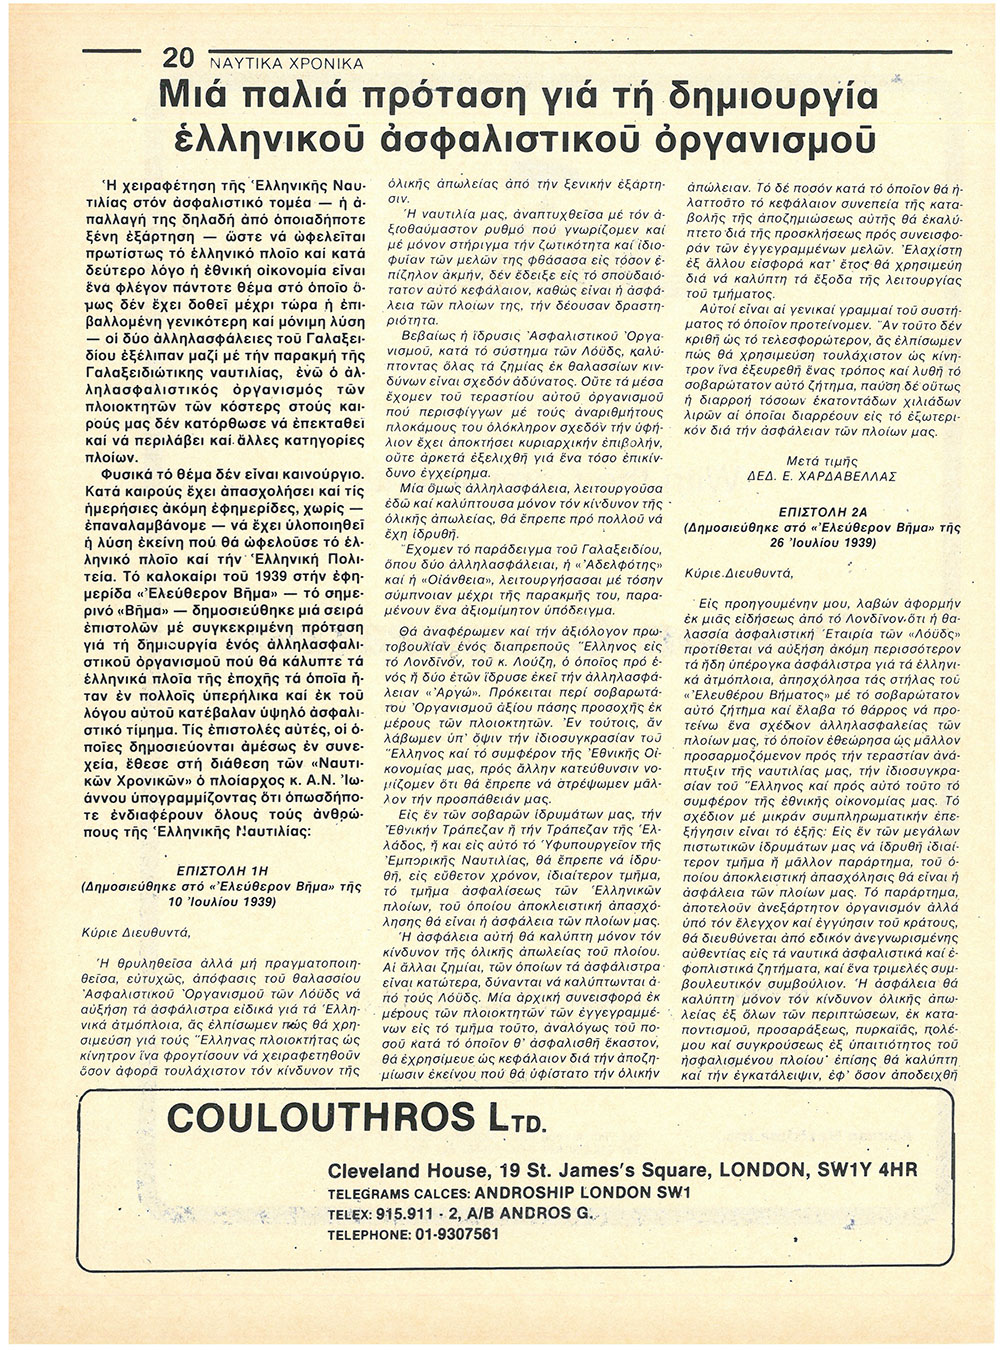 20 ΝΑΥΤΙΚΑ ΧΡΟΝΙΚΑ
Μιά παλιά πρόταση γιά τή δημιουργία
ἑλληνικοῦ ἀσφαλιστικοῦ ὀργανισμοῦ
Ἡ χειραφέτηση τῆς Ἑλληνικῆς Ναυ-
τιλίας στόν ἀσφαλιστικό τομέα — ἡ ἀ-
παλλαγή της δηλαδή ἀπό ὁποιαδήποτε
ξένη ἐξάρτηση — ὥστε νά ὠφελεῖται
πρωτίστως τό ἑλληνικό πλοῖο καί κατά
δεύτερο λόγο ἡ ἐθνική οἰκονομία εἶναι
ἕνα φλέγον πάντοτε θέμα στό ὁποῖο ὅ-
μως δέν ἔχει δοθεῖ μέχρι τώρα ἡ ἐπι-
βαλλομένη γενικότερη καί μόνιμη λύση
— οἱ δύο ἀλληλασφάλειες τοῦ Γαλαξει-
δίου ἐξέλιπαν μαζί μέ τήν παρακμή τῆς
Γαλαξειδιώτικης ναυτιλίας, ἐνῶ ὁ ἀλ-
ληλασφαλιστικός ὀργανισμός τῶν
πλοιοκτητῶν τῶν κόστερς στούς και-
ρούς μας δέν κατόρθωσε νά ἐπεκταθεῖ
καί νά περιλάβει καί ἄλλες κατηγορίες
πλοίων.
Φυσικά τό θέμα δέν εἶναι καινούργιο.
Κατά καιρούς ἔχει ἀπασχολήσει καί τίς
ἡμερήσιες ἀκόμη ἐφημερίδες, χωρίς —
ἐπαναλαμβάνομε — νά ἔχει ὑλοποιηθεῖ
ἡ λύση ἐκείνη πού θά ὠφελοῦσε τό ἑλ-
ληνικό πλοῖο καί τήν Ἑλληνική Πολι-
τεία. Τό καλοκαίρι τοῦ 1939 στήν ἐφη-
μερίδα «Ἐλεύθερον Βῆμα» — τό σημε-
ρινό «Βῆμα» — δημοσιεύθηκε μιά σειρά
ἐπιστολῶν μέ συγκεκριμένη πρόταση
γιά τή δημιουργία ἑνός ἀλληλασφαλι-
στικοῦ ὀργανισμοῦ πού θά κάλυπτε τά
ἑλληνικά πλοῖα τῆς ἐποχῆς τά ὁποῖα ἦ-
ταν ἐν πολλοῖς ὑπερήλικα καί ἐκ τοῦ
λόγου αὐτοῦ κατέβαλαν ὑψηλό ἀσφαλι-
στικό τίμημα. Τίς ἐπιστολές αὐτές, οἱ ὁ-
ποῖες δημοσιεύονται ἀμέσως ἐν συνε-
χεία, ἔθεσε στή διάθεση τῶν «Ναυτι-
κῶν Χρονικῶν» ὁ πλοίαρχος κ. Α.Ν. Ἰω-
άννου ὑπογραμμίζοντας ὅτι ὁπωσδήπο-
τε ἐνδιαφέρουν ὅλους τούς ἀνθρώ-
πους τῆς Ἑλληνικῆς Ναυτιλίας:
ΕΠΙΣΤΟΛΗ 1Η
(Δημοσιεύθηκε στό «Ἐλεύθερον Βῆμα» τῆς
10 Ἰουλίου 1939)
Κύριε Διευθυντά,
Ἡ θρυληθεῖσα ἀλλά μή πραγματοποιη-
θεῖσα, εὐτυχῶς, ἀπόφασις τοῦ θαλασσίου
Ἀσφαλιστικοῦ Ὀργανισμοῦ τῶν Λόϋδς νά
αὐξήση τά ἀσφάλιστρα εἰδικά γιά τά Ἑλλη-
νικά ἀτμόπλοια, ἄς ἐλπίσωμεν πώς θά χρη-
σιμεύση γιά τούς Ἕλληνας πλοιοκτήτας ὡς
κίνητρον ἵνα φροντίσουν νά χειραφετηθοῦν
ὅσον ἀφορᾶ τουλάχιστον τόν κίνδυνον τῆς
ὁλικῆς ἀπωλείας ἀπό τήν ξενικήν ἐξάρτη-
σιν.
Ἡ ναυτιλία μας, ἀναπτυχθεῖσα μέ τόν ἀ-
ξιοθαύμαστον ρυθμό πού γνωρίζομεν καί
μέ μόνον στήριγμα τήν ζωτικότητα καί ἰδιο-
φυίαν τῶν μελῶν της φθάσασα εἰς τόσον ἐ-
πίζηλον ἀκμήν, δέν ἔδειξε εἰς τό σπουδαιό-
τατον αὐτό κεφάλαιον, καθώς εἶναι ἡ ἀσφά-
λεια τῶν πλοίων της, τήν δέουσαν δραστη-
ριότητα.
Βεβαίως ἡ ἵδρυσις Ἀσφαλιστικοῦ Ὀργα-
νισμοῦ, κατά τό σύστημα τῶν Λόϋδς, καλύ-
πτοντος ὅλας τά ζημίας ἐκ θαλασσίων κιν-
δύνων εἶναι σχεδόν ἀδύνατος. Οὔτε τά μέσα
ἔχομεν τοῦ τεραστίου αὐτοῦ ὀργανισμοῦ
πού περισφίγγων μέ τούς ἀναριθμήτους
πλοκάμους του ὁλόκληρον σχεδόν τήν ὑφή-
λιον ἔχει ἀποκτήσει κυριαρχικήν ἐπιβολήν,
οὔτε ἀρκετά ἐξελιχθῆ γιά ἕνα τόσο ἐπικίν-
δυνο ἐγχείρημα.
Μία ὅμως ἀλληλασφάλεια, λειτουργοῦσα
ἐδῶ καί καλύπτουσα μόνον τόν κίνδυνον τῆς
ὁλικῆς ἀπωλείας, θά ἔπρεπε πρό πολλοῦ νά
ἔχη ἱδρυθῆ.
Ἔχομεν τό παράδειγμα τοῦ Γαλαξειδίου,
ὅπου δύο ἀλληλασφάλειαι, ἡ «Ἀδελφότης»
καί ἡ «Οἰάνθεια», λειτουργήσασαι μέ τόσην
σύμπνοιαν μέχρι τῆς παρακμῆς του, παρα-
μένουν ἕνα ἀξιομίμητον ὑπόδειγμα.
Θά ἀναφέρωμεν καί τήν ἀξιόλογον πρω-
τοβουλίαν ἑνός διαπρεποῦς Ἕλληνος εἰς
τό Λονδῖνον, τοῦ κ. Λούζη, ὁ ὁποῖος πρό ἑ-
νός ἤ δύο ἐτῶν ἵδρυσε ἐκεῖ τήν ἀλληλασφά-
λειαν «Ἀργώ». Πρόκειται περί σοβαρωτά-
του Ὀργανισμοῦ ἀξίου πάσης προσοχῆς ἐκ
μέρους τῶν πλοιοκτητῶν. Ἐν τούτοις, ἄν
λάβωμεν ὑπ' ὄψιν τήν ἰδιοσυγκρασίαν τοῦ
Ἕλληνος καί τό συμφέρον τῆς Ἐθνικῆς Οἰ-
κονομίας μας, πρός ἄλλην κατεύθυνσιν νο-
μίζομεν ὅτι θά ἔπρεπε νά στρέψωμεν μᾶλ-
λον τήν προσπάθειάν μας.
Εἰς ἕν τῶν σοβαρῶν ἱδρυμάτων μας, τήν
Ἐθνικήν Τράπεζαν ἤ τήν Τράπεζαν τῆς Ἑλ-
λάδος, ἤ καί εἰς αὐτό τό Ὑφυπουργεῖον τῆς
Ἐμπορικῆς Ναυτιλίας, θά ἔπρεπε νά ἱδρυ-
θῆ, εἰς εὔθετον χρόνον, ἰδιαίτερον τμῆμα,
τό τμῆμα ἀσφαλίσεως τῶν Ἑλληνικῶν
πλοίων, τοῦ ὁποίου ἀποκλειστική ἀπασχό-
λησης θά εἶναι ἡ ἀσφάλεια τῶν πλοίων μας.
Ἡ ἀσφάλεια αὐτή θά καλύπτη μόνον τόν
κίνδυνον τῆς ὁλικῆς ἀπωλείας τοῦ πλοίου.
Αἱ ἄλλαι ζημίαι, τῶν ὁποίων τά ἀσφάλιστρα
εἶναι κατώτερα, δύνανται νά καλύπτωνται ἀ-
πό τούς Λόϋδς. Μία ἀρχική συνεισφορά ἐκ
μέρους τῶν πλοιοκτητῶν τῶν ἐγγεγραμμέ-
νων εἰς τό τμῆμα τοῦτο, ἀναλόγως τοῦ πο-
σοῦ κατά τό ὁποῖον θ' ἀσφαλισθῆ ἕκαστον,
θά ἐχρησίμευε ὡς κεφάλαιον διά τήν ἀποζη-
μίωσιν ἐκείνου πού θά ὑφίστατο τήν ὁλικήν
ἀπώλειαν. Τό δέ ποσόν κατά τό ὁποῖον θά ἠ-
λαττοῦτο τό κεφάλαιον συνεπεία τῆς κατα-
βολῆς τῆς ἀποζημιώσεως αὐτῆς θά ἐκαλύ-
πτετο διά τῆς προσκλήσεως πρός συνεισφο-
ράν τῶν ἐγγεγραμμένων μελῶν. Ἐλαχίστη
ἐξ ἄλλου εἰσφορά κατ' ἔτος θά χρησιμεύη
διά νά καλύπτη τά ἔξοδα τῆς λειτουργίας
τοῦ τμήματος.
Αὐτοί εἶναι αἱ γενικαί γραμμαί τοῦ συστή-
ματος τό ὁποῖον προτείνομεν. Ἄν τοῦτο δέν
κριθῆ ὡς τό τελεσφορώτερον, ἄς ἐλπίσωμεν
πώς θά χρησιμεύση τουλάχιστον ὡς κίνη-
τρον ἵνα ἐξευρεθῆ ἕνας τρόπος καί λυθῆ τό
σοβαρώτατον αὐτό ζήτημα, παύση δέ οὕτως
ἡ διαρροή τόσων ἑκατοντάδων χιλιάδων
λιρῶν αἱ ὁποῖαι διαρρέουν εἰς τό ἐξωτερι-
κόν διά τήν ἀσφάλειαν τῶν πλοίων μας.
Μετά τιμῆς
ΔΕΔ. Ε. ΧΑΡΔΑΒΕΛΛΑΣ
ΕΠΙΣΤΟΛΗ 2Α
(Δημοσιεύθηκε στό «Ἐλεύθερον Βῆμα» τῆς
26 Ἰουλίου 1939)
Κύριε Διευθυντά,
Εἰς προηγουμένην μου, λαβών ἀφορμήν
ἐκ μιᾶς εἰδήσεως ἀπό τό Λονδῖνον ὅτι ἡ θα-
λασσία ἀσφαλιστική Ἑταιρία τῶν «Λόϋδς»
προτίθεται νά αὐξήση ἀκόμη περισσότερον
τά ἤδη ὑπέρογκα ἀσφάλιστρα γιά τά ἑλληνι-
κά ἀτμόπλοια, ἀπησχόλησα τάς στήλας τοῦ
«Ἐλευθέρου Βήματος» μέ τό σοβαρώτατον
αὐτό ζήτημα καί ἔλαβα τό θάρρος νά προ-
τείνω ἕνα σχέδιον ἀλληλασφαλείας τῶν
πλοίων μας, τό ὁποῖον ἐθεώρησα ὡς μᾶλλον
προσαρμοζόμενον πρός τήν τεραστίαν ἀνά-
πτυξιν τῆς ναυτιλίας μας, τήν ἰδιοσυγκρα-
σίαν τοῦ Ἕλληνος καί πρός αὐτό τοῦτο τό
συμφέρον τῆς ἐθνικῆς οἰκονομίας μας. Τό
σχέδιον μέ μικράν συμπληρωματικήν ἐπε-
ξήγησιν εἶναι τό ἑξῆς: Εἰς ἕν τῶν μεγάλων
πιστωτικῶν ἱδρυμάτων μας νά ἱδρυθῆ ἰδιαί-
τερον τμῆμα ἤ μᾶλλον παράρτημα, τοῦ ὁ-
ποίου ἀποκλειστική ἀπασχόλησις θά εἶναι ἡ
ἀσφάλεια τῶν πλοίων μας. Τό παράρτημα,
ἀποτελοῦν ἀνεξάρτητον ὀργανισμόν ἀλλά
ὑπό τόν ἔλεγχον καί ἐγγύησιν τοῦ κράτους,
θά διευθύνεται ἀπό εδικόν ἀνεγνωρισμένης
αὐθεντίας εἰς τά ναυτικά ἀσφαλιστικά καί ἐ-
φοπλιστικά ζητήματα, καί ἕνα τριμελές συμ-
βουλευτικόν συμβούλιον. Ἡ ἀσφάλεια θά
καλύπτη μόνον τόν κίνδυνον ὁλικῆς ἀπω-
λείας ἐξ ὅλων τῶν περιπτώσεων, ἐκ κατα-
ποντισμοῦ, προσαράξεως, πυρκαϊᾶς, πολέ-
μου καί συγκρούσεως ἐξ ὑπαιτιότητος τοῦ
ἠσφαλισμένου πλοίου· ἐπίσης θά καλύπτη
καί τήν ἐγκατάλειψιν, ἐφ' ὅσον ἀποδειχθῆ
COULOUTHROS LTD.
Cleveland House, 19 St. James's Square, LONDON, SW1Y 4HR
TELEGRAMS CALCES: ANDROSHIP LONDON SW1
TELEX: 915.911 - 2, A/B ANDROS G.
TELEPHONE: 01-9307561